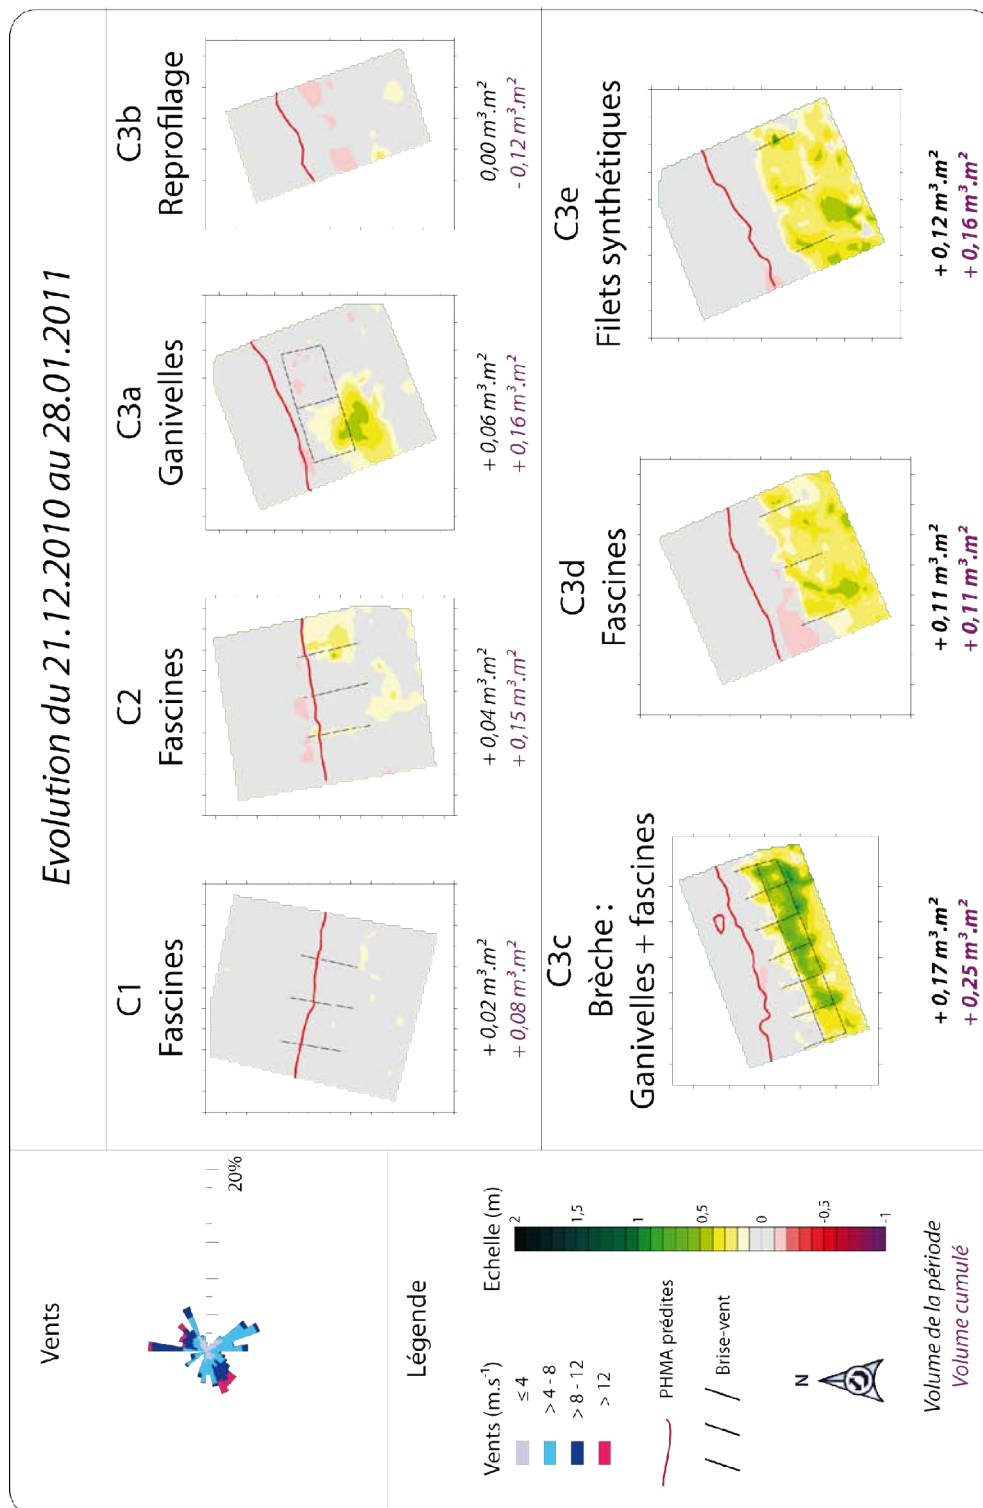 Evolution du 21.12.2010 au 28.01.2011
Vents
20%
C1
Fascines
+ 0,02 m³.m²
+ 0,08 m³.m²
C2
Fascines
+ 0,04 m³.m²
+ 0,15 m³.m²
C3a
Ganivelles
+ 0,06 m³.m²
+ 0,16 m³.m²
C3b
Reprofilage
0,00 m³.m²
- 0,12 m³.m²
Légende
Vents (m.s⁻¹)
≤ 4
> 4 - 8
> 8 - 12
> 12
PHMA prédites
Brise-vent
N
Echelle (m)
2
1,5
1
0,5
0
-0,5
-1
Volume de la période
Volume cumulé
C3c
Brèche :
Ganivelles + fascines
+ 0,17 m³.m²
+ 0,25 m³.m²
C3d
Fascines
+ 0,11 m³.m²
+ 0,11 m³.m²
C3e
Filets synthétiques
+ 0,12 m³.m²
+ 0,16 m³.m²